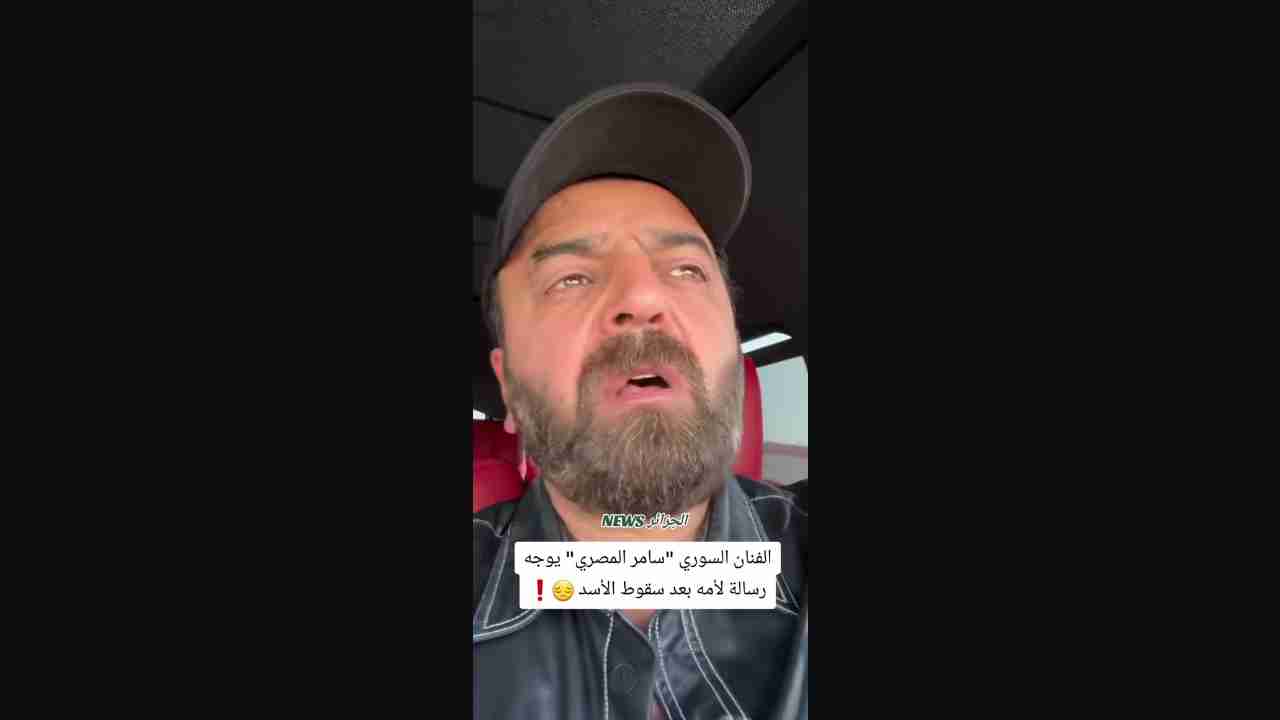 الجزائر NEWS
الفنان السوري "سامر المصري" يوجه
رسالة لأمه بعد سقوط الأسد 😔❗